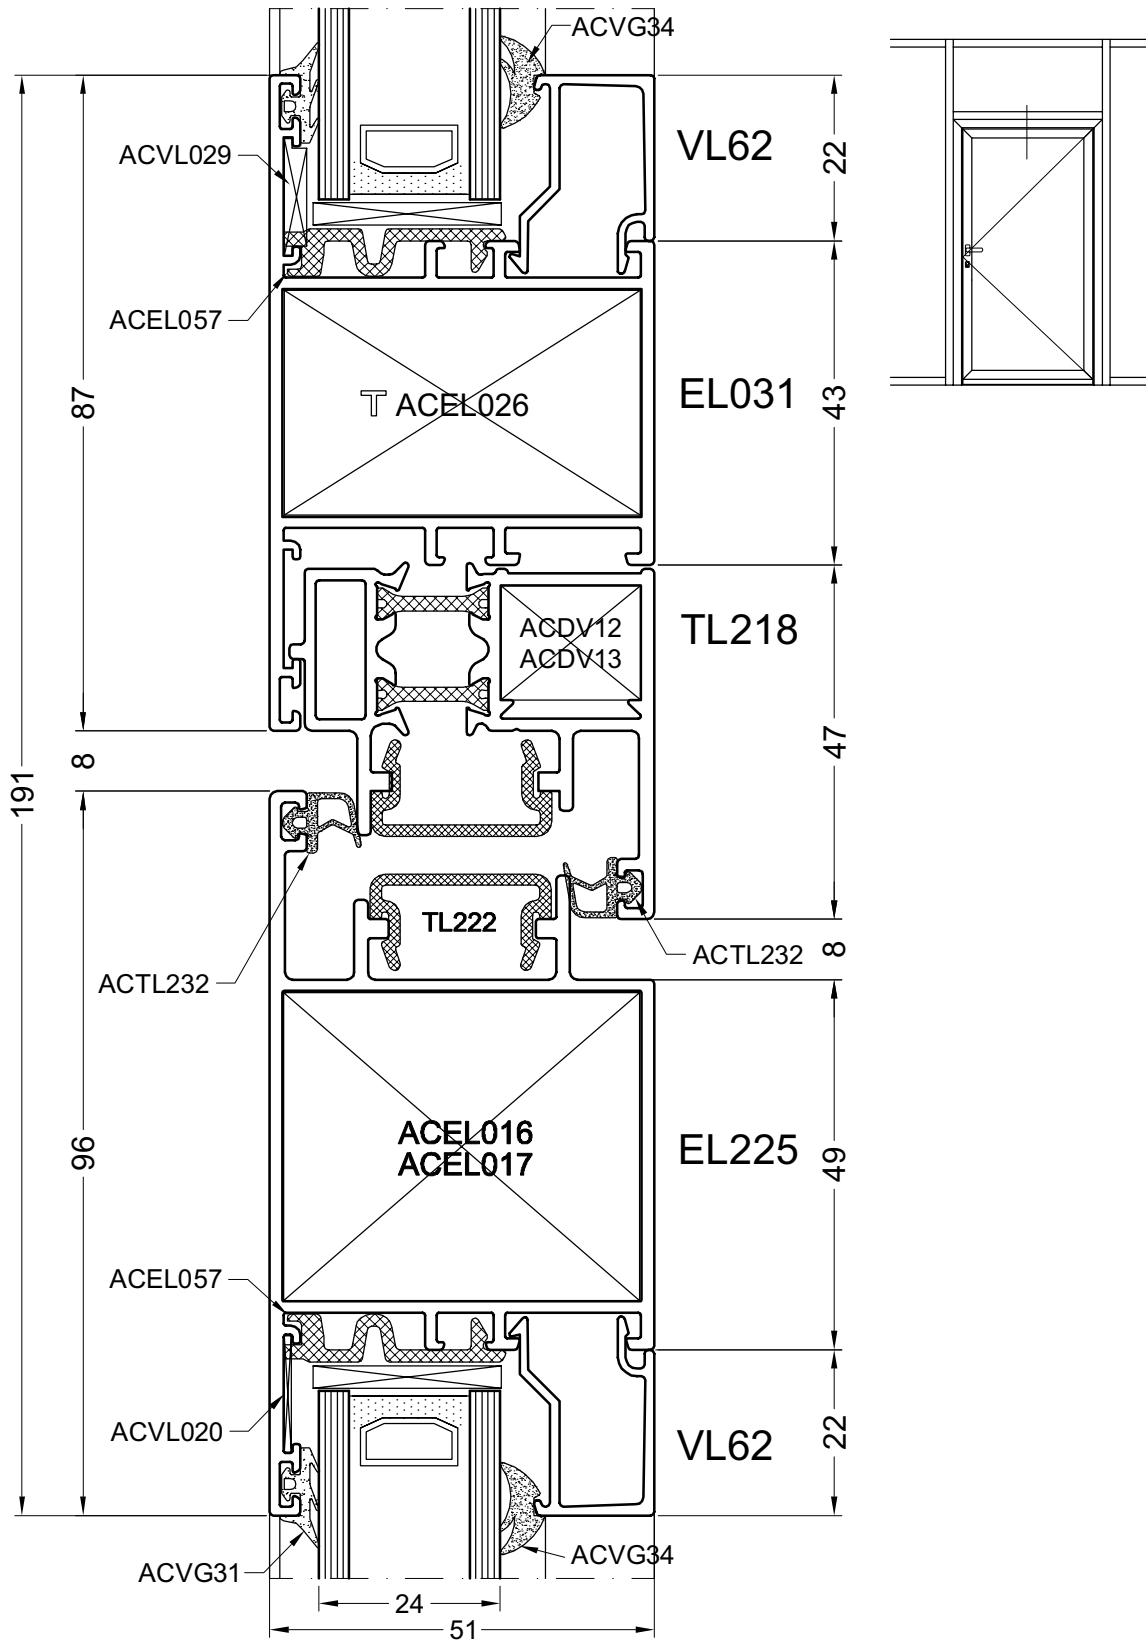 ACVG34
ACVL029
VL62
22
ACEL057
87
T ACEL026
EL031
43
ACDV12
ACDV13
TL218
47
8
191
TL222
ACTL232
ACTL232
8
96
ACEL016
ACEL017
EL225
49
ACEL057
ACVL020
VL62
22
ACVG31
ACVG34
24
51